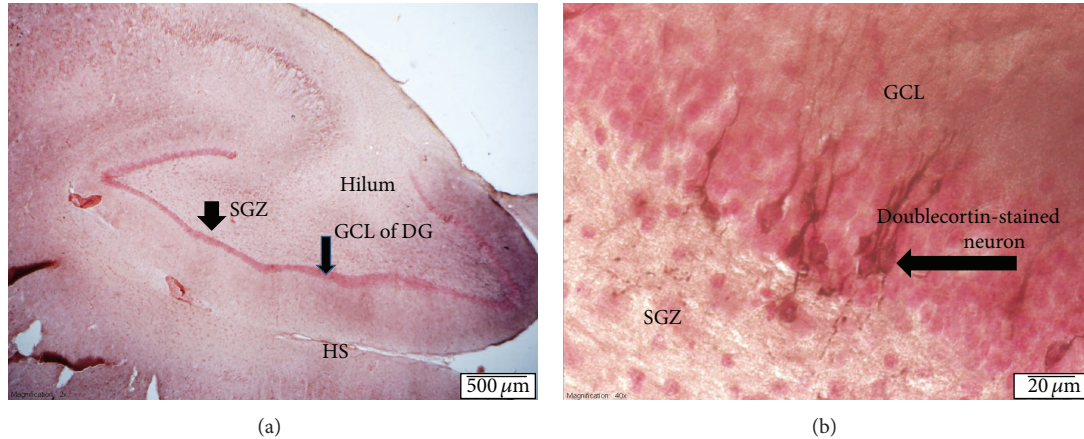 Hilum
SGZ
GCL of DG
HS
500 μm
Magnification 2x
(a)
GCL
Doublecortin-stained
neuron
SGZ
20 μm
Magnification 40x
(b)